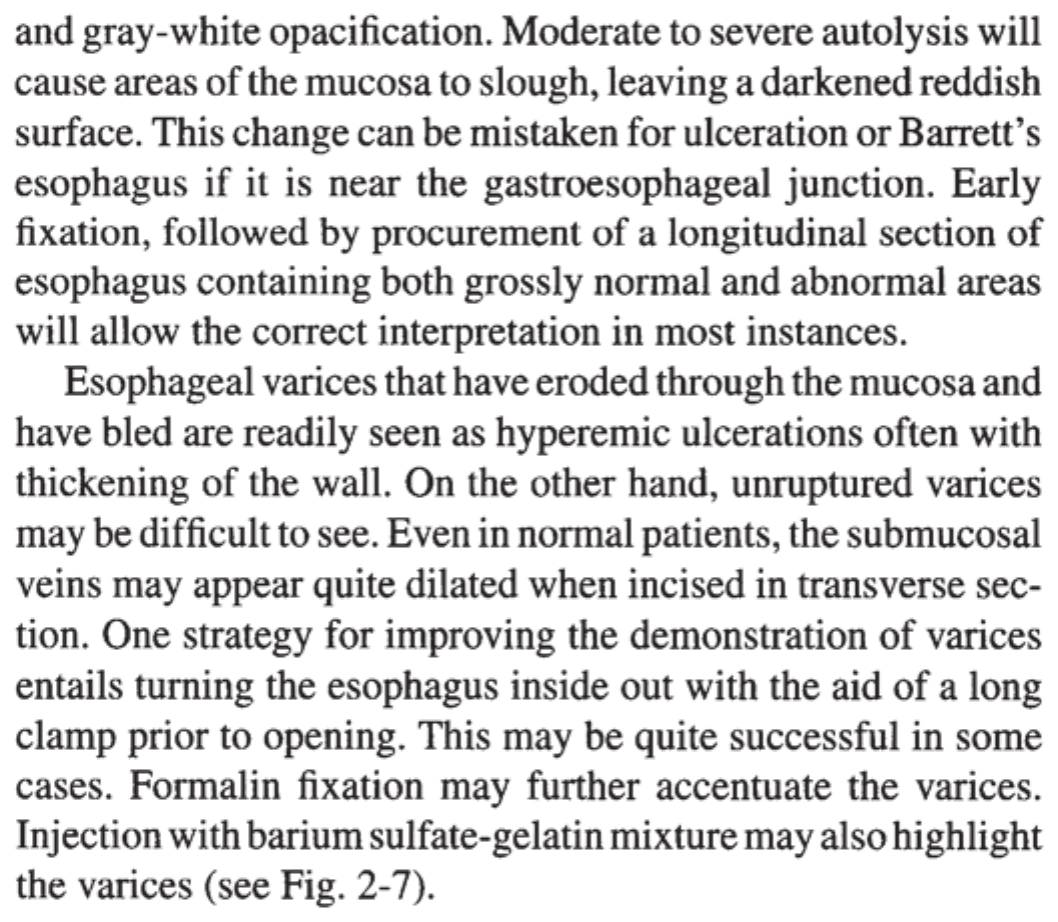 and gray-white opacification. Moderate to severe autolysis will
cause areas of the mucosa to slough, leaving a darkened reddish
surface. This change can be mistaken for ulceration or Barrett’s
esophagus if it is near the gastroesophageal junction. Early
fixation, followed by procurement of a longitudinal section of
esophagus containing both grossly normal and abnormal areas
will allow the correct interpretation in most instances.
Esophageal varices that have eroded through the mucosa and
have bled are readily seen as hyperemic ulcerations often with
thickening of the wall. On the other hand, unruptured varices
may be difficult to see. Even in normal patients, the submucosal
veins may appear quite dilated when incised in transverse sec-
tion. One strategy for improving the demonstration of varices
entails turning the esophagus inside out with the aid of a long
clamp prior to opening. This may be quite successful in some
cases. Formalin fixation may further accentuate the varices.
Injection with barium sulfate-gelatin mixture may also highlight
the varices (see Fig. 2-7).